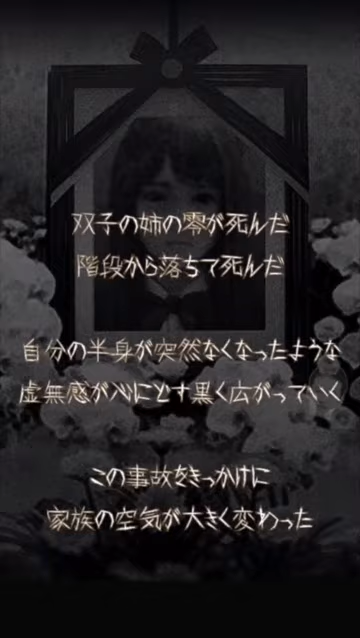 双子の姉の零が死んだ
階段から落ちて死んだ
自分の半身が突然なくなったような
虚無感が心にどす黒く広がっていく
この事故をきっかけに
家族の空気が大きく変わった